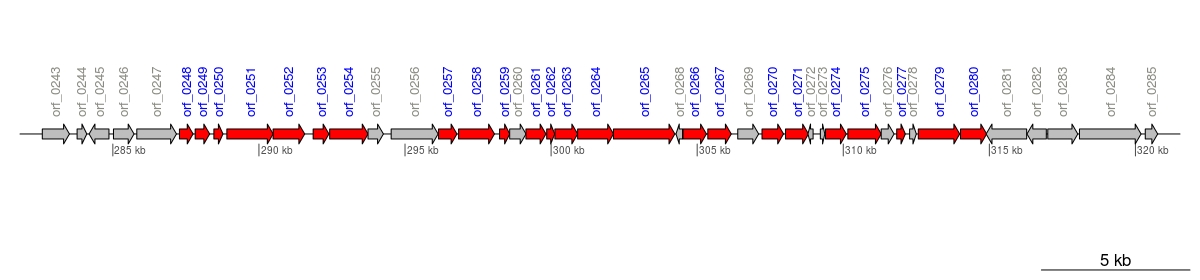 orf_0243 orf_0244 orf_0245 orf_0246 orf_0247 orf_0248 orf_0249 orf_0250 orf_0251 orf_0252 orf_0253 orf_0254 orf_0255 orf_0256 orf_0257 orf_0258 orf_0259 orf_0260 orf_0261 orf_0262 orf_0263 orf_0264 orf_0265 orf_0268 orf_0266 orf_0267 orf_0269 orf_0270 orf_0271 orf_0272 orf_0273 orf_0274 orf_0275 orf_0276 orf_0277 orf_0278 orf_0279 orf_0280 orf_0281 orf_0282 orf_0283 orf_0284 orf_0285
285 kb 290 kb 295 kb 300 kb 305 kb 310 kb 315 kb 320 kb
5 kb